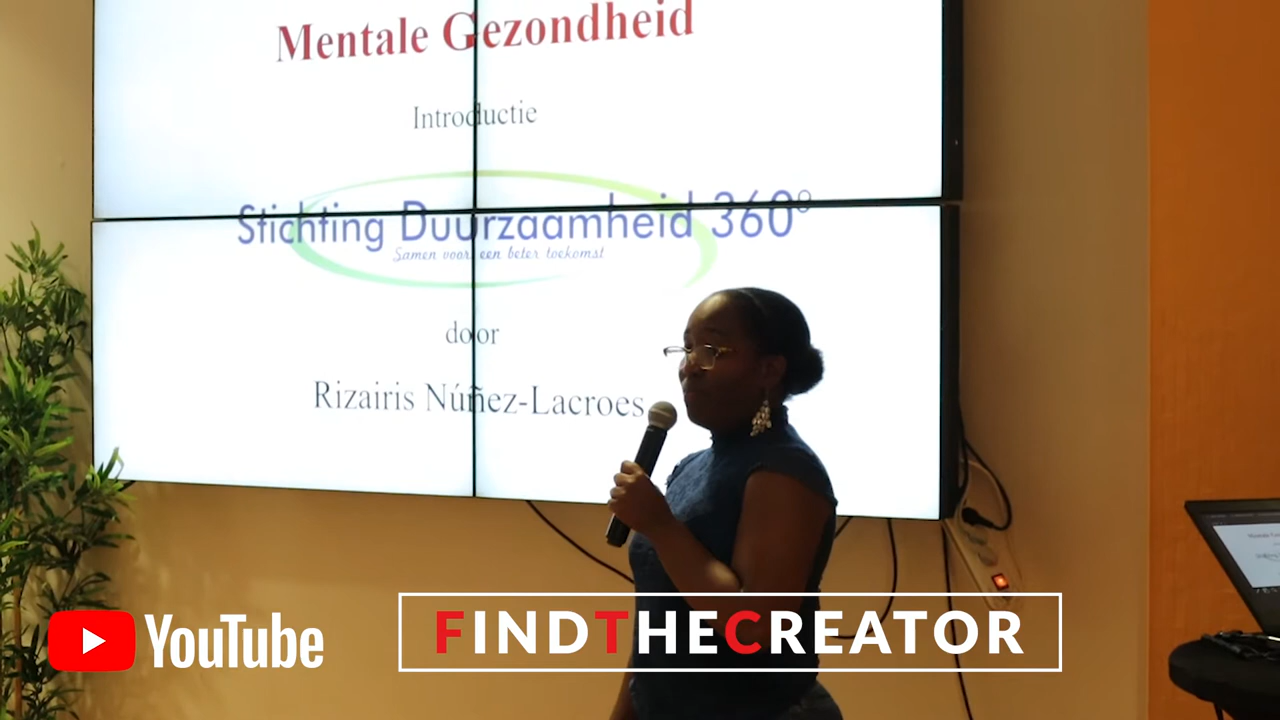 Mentale Gezondheid
Introductie
Stichting Duurzaamheid 360°
Samen voor een beter toekomst
door
Rizairis Núñez-Lacroes
YouTube
FINDTHECREATOR